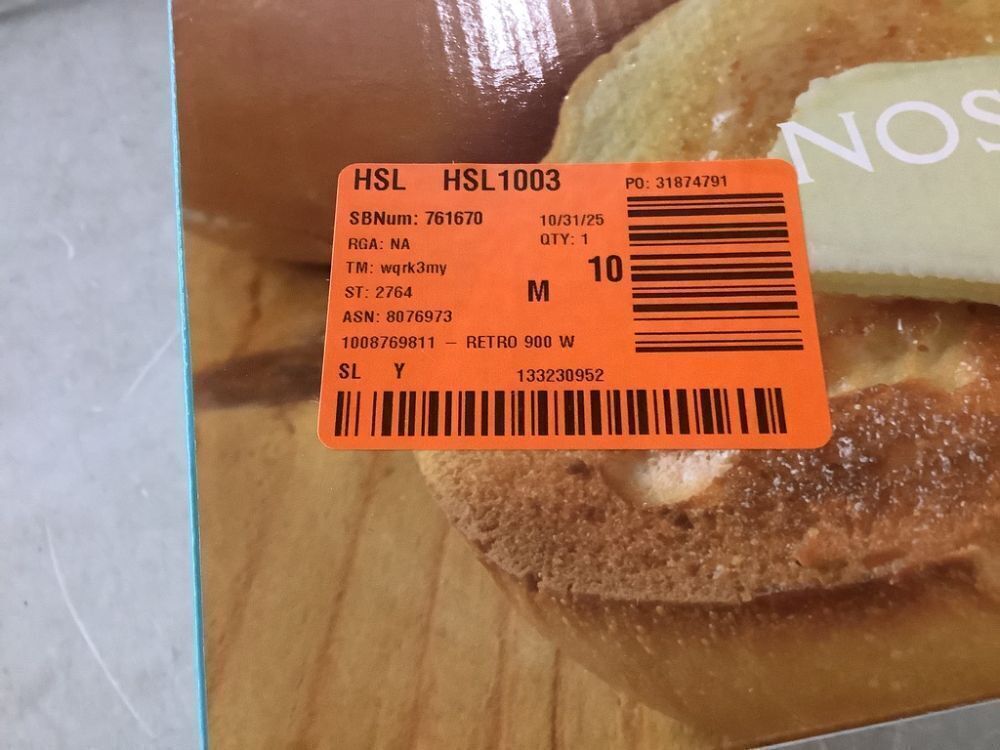 HSL HSL1003
PO: 31874791
SBNum: 761670
10/31/25
RGA: NA
QTY: 1
TM: wqrk3my
10
ST: 2764
M
ASN: 8076973
1008769811 – RETRO 900 W
SL Y
133230952
NOS